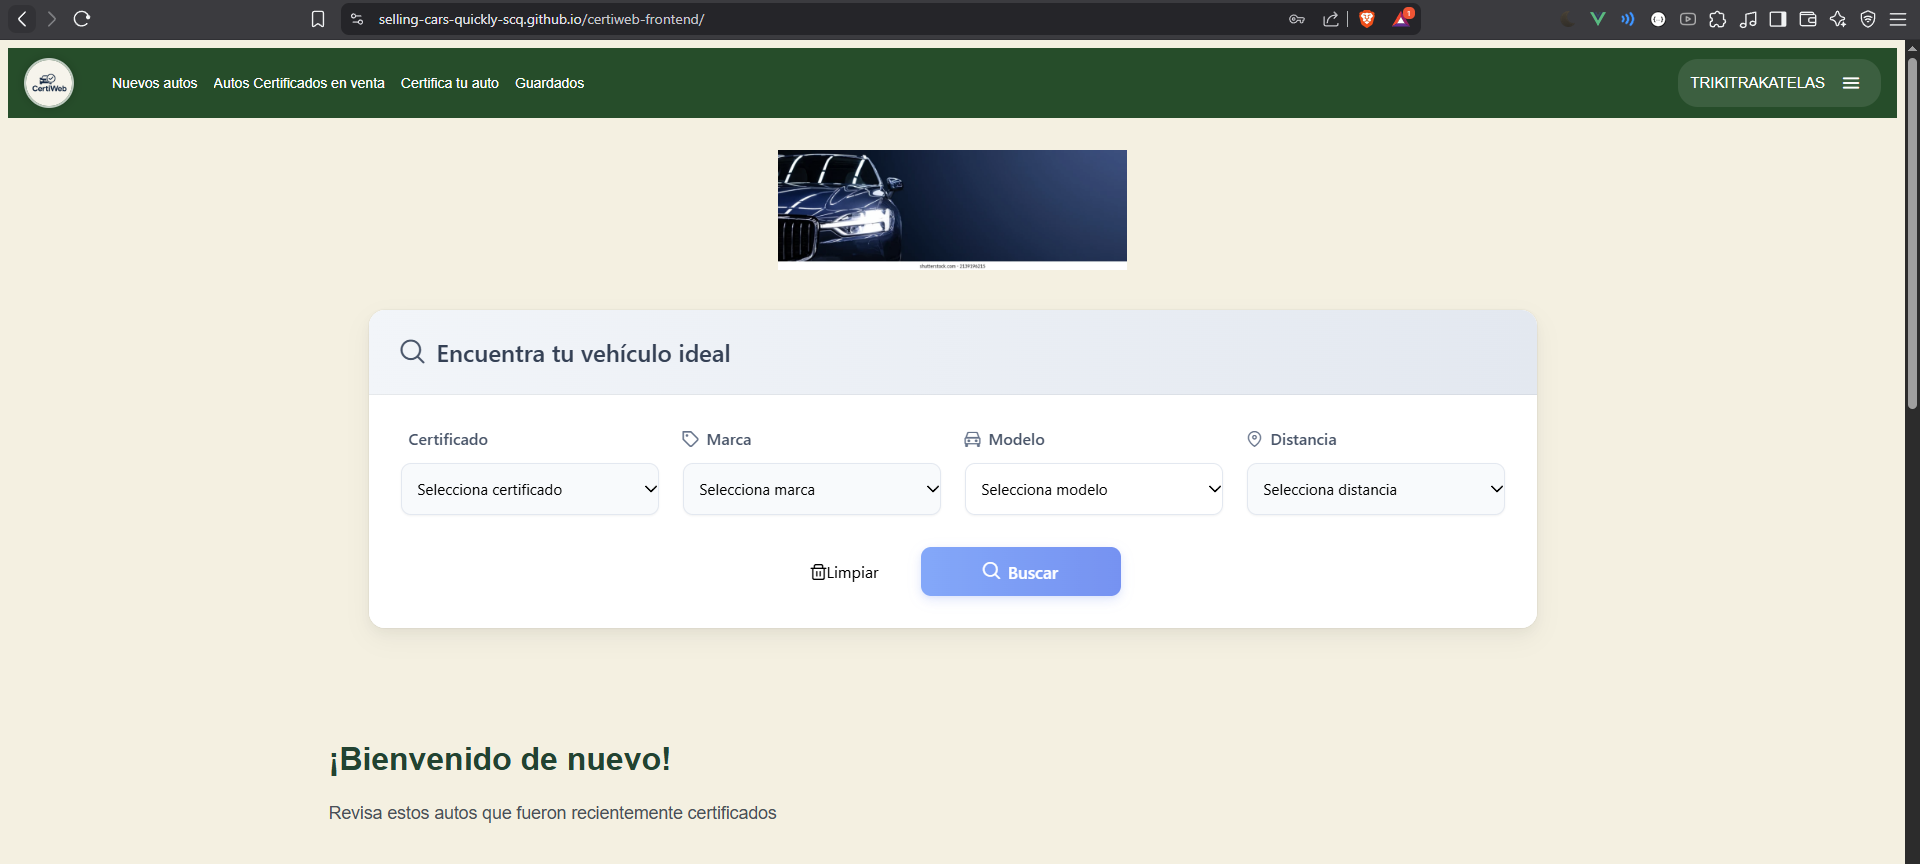 selling-cars-quickly-scq.github.io/certiweb-frontend/
1
CertiWeb
Nuevos autos
Autos Certificados en venta
Certifica tu auto
Guardados
TRIKITRAKATELAS
shutterstock.com · 2139196215
Encuentra tu vehículo ideal
Certificado
Marca
Modelo
Distancia
Selecciona certificado
Selecciona marca
Selecciona modelo
Selecciona distancia
Limpiar
Buscar
¡Bienvenido de nuevo!
Revisa estos autos que fueron recientemente certificados